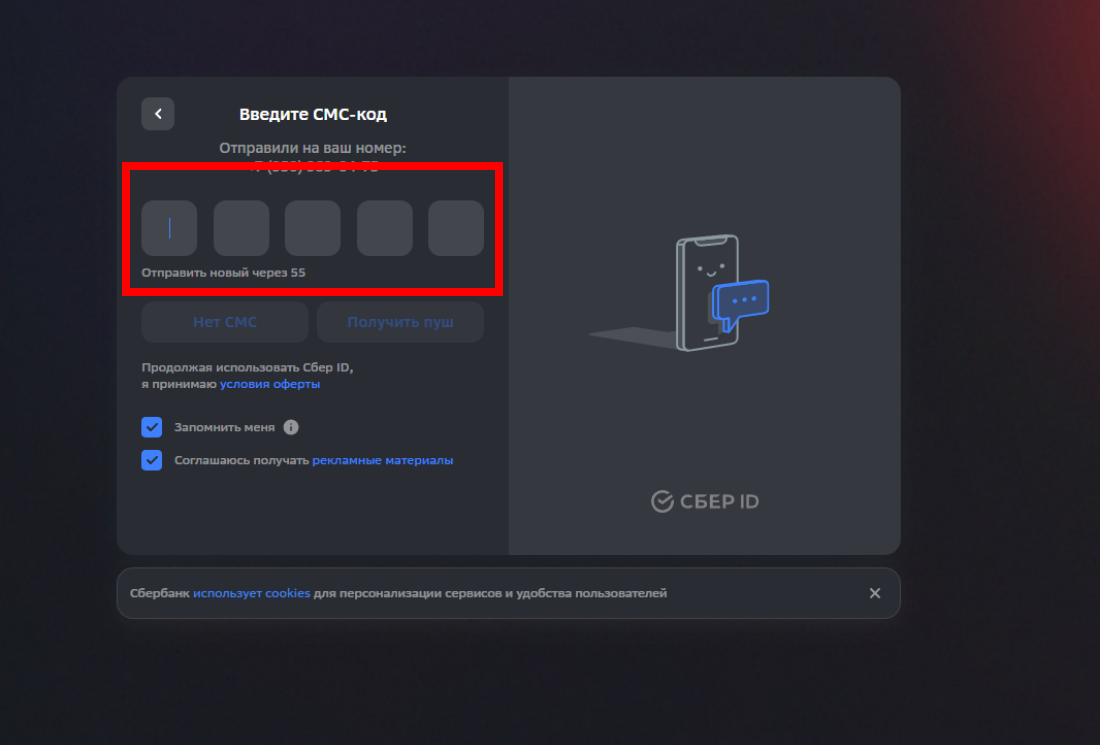 Введите СМС-код
Отправили на ваш номер:
Отправить новый через 55
Нет СМС
Получить пуш
Продолжая использовать Сбер ID,
я принимаю условия оферты
Запомнить меня
Соглашаюсь получать рекламные материалы
СБЕР ID
Сбербанк использует cookies для персонализации сервисов и удобства пользователей